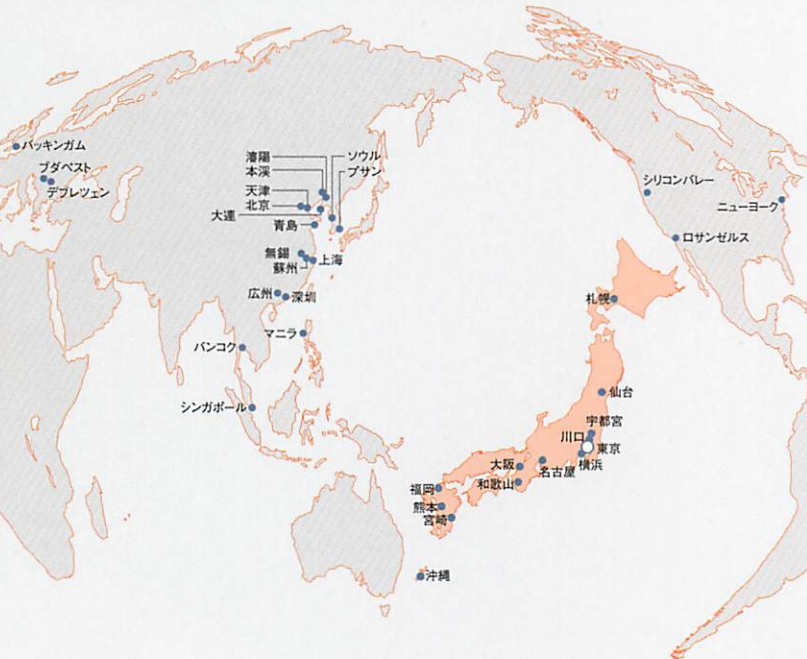 バッキンガム
ブダペスト
デブレツェン
瀋陽
本渓
天津
北京
大連
青島
ソウル
プサン
無錫
蘇州
上海
広州
深圳
マニラ
バンコク
シンガポール
シリコンバレー
ニューヨーク
ロサンゼルス
札幌
仙台
宇都宮
川口
東京
横浜
名古屋
大阪
和歌山
福岡
熊本
宮崎
沖縄